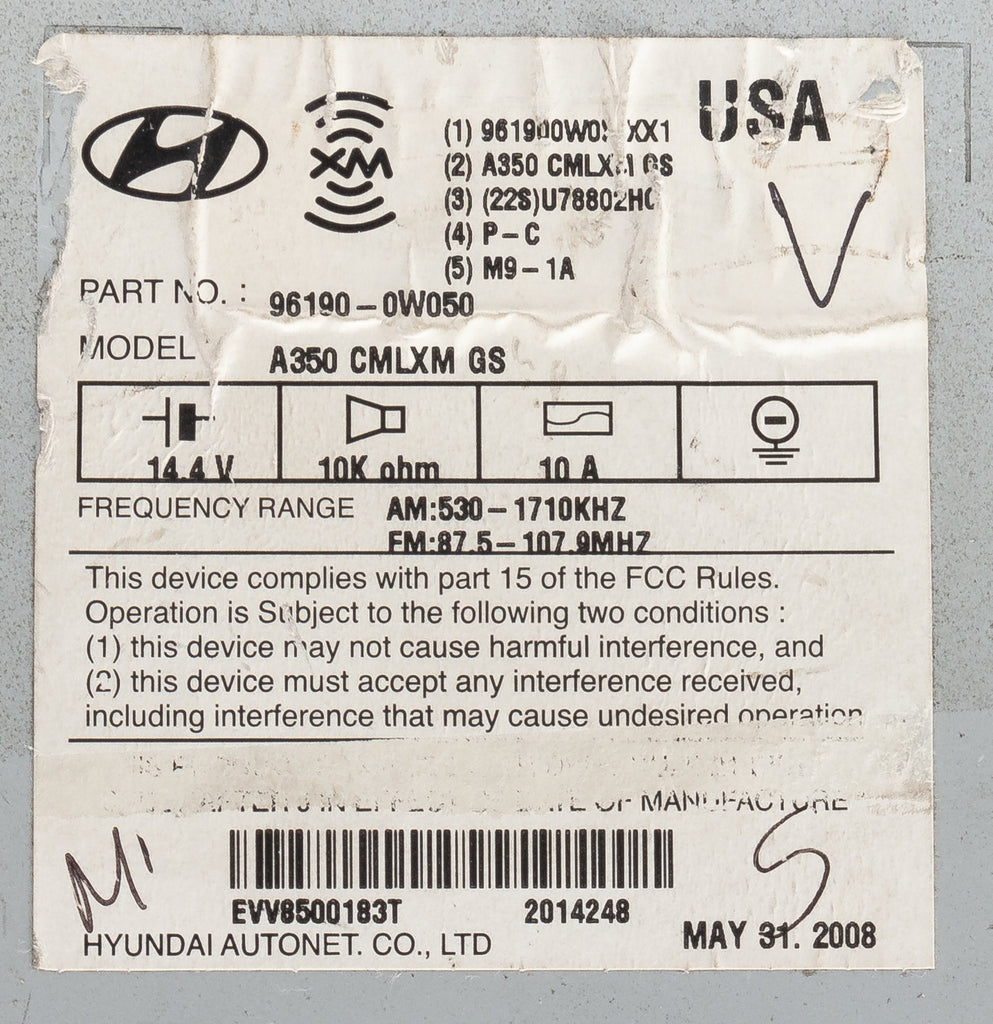 USA
XM
(1) XX1
(2) A350 GS
(3)
(4) P-C
(5) M9-1A
PART NO. : 96190-0W050
MODEL A350 CMLXM GS
14.4 V 10K ohm 10 A
FREQUENCY RANGE AM:530-1710KHZ
FM:87.5-107.9MHZ
This device complies with part 15 of the FCC Rules.
Operation is Subject to the following two conditions :
(1) this device may not cause harmful interference, and
(2) this device must accept any interference received,
including interference that may cause undesired operation
OF MANUFACTURE
EVV8500183T 2014248
HYUNDAI AUTONET. CO., LTD
MAY 31. 2008